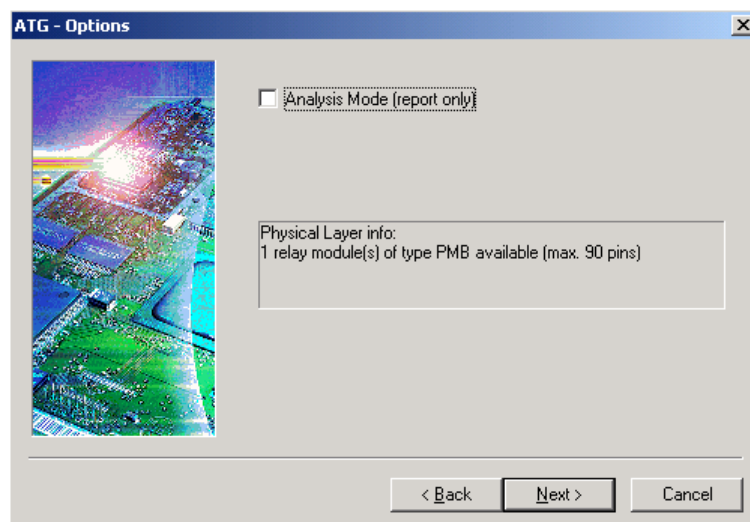 ATG - Options
Analysis Mode (report only)
Physical Layer info:
1 relay module(s) of type PMB available (max. 90 pins)
< Back
Next >
Cancel